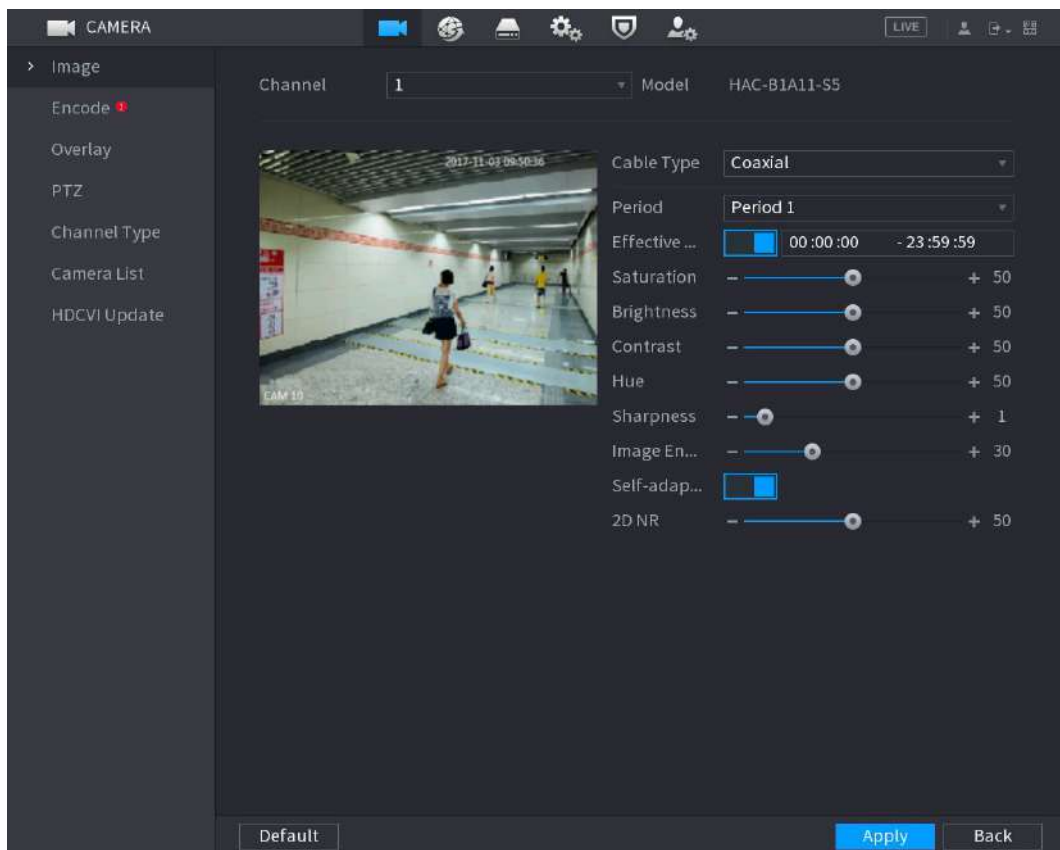 CAMERA
LIVE
Image
Encode
Overlay
PTZ
Channel Type
Camera List
HDCVI Update
Channel 1 Model HAC-B1A11-S5
2017-11-03 09:50:36
CAM 10
Cable Type Coaxial
Period Period 1
Effective ... 00:00:00 - 23:59:59
Saturation - + 50
Brightness - + 50
Contrast - + 50
Hue - + 50
Sharpness - + 1
Image En... - + 30
Self-adap...
2D NR - + 50
Default Apply Back